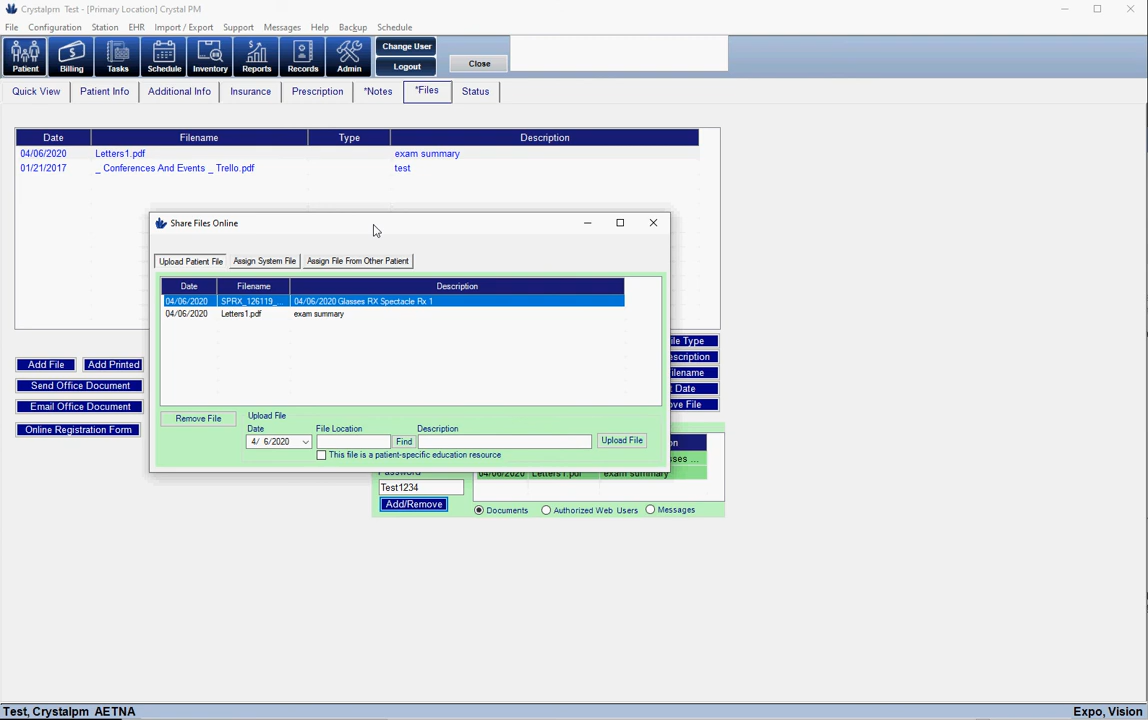 Crystalpm Test - [Primary Location] Crystal PM
File Configuration Station EHR Import / Export Support Messages Help Backup Schedule
Patient Billing Tasks Schedule Inventory Reports Records Admin
Change User
Logout
Close
Quick View Patient Info Additional Info Insurance Prescription *Notes *Files Status
Date Filename Type Description
04/06/2020 Letters1.pdf exam summary
01/21/2017 _ Conferences And Events _ Trello.pdf test
Share Files Online
Upload Patient File Assign System File Assign File From Other Patient
Date Filename Description
04/06/2020 SPRX_126119_... 04/06/2020 Glasses RX Spectacle Rx 1
04/06/2020 Letters1.pdf exam summary
Remove File
Upload File
Date File Location Description
4/ 6/2020 Find Upload File
This file is a patient-specific education resource
Add File Add Printed
Send Office Document
Email Office Document
Online Registration Form
ile Type
escription
ilename
Date
ve File
on
ses ...
Password 04/06/2020 Letters1.pdf exam summary
Test1234
Add/Remove
Documents Authorized Web Users Messages
Test, Crystalpm AETNA Expo, Vision